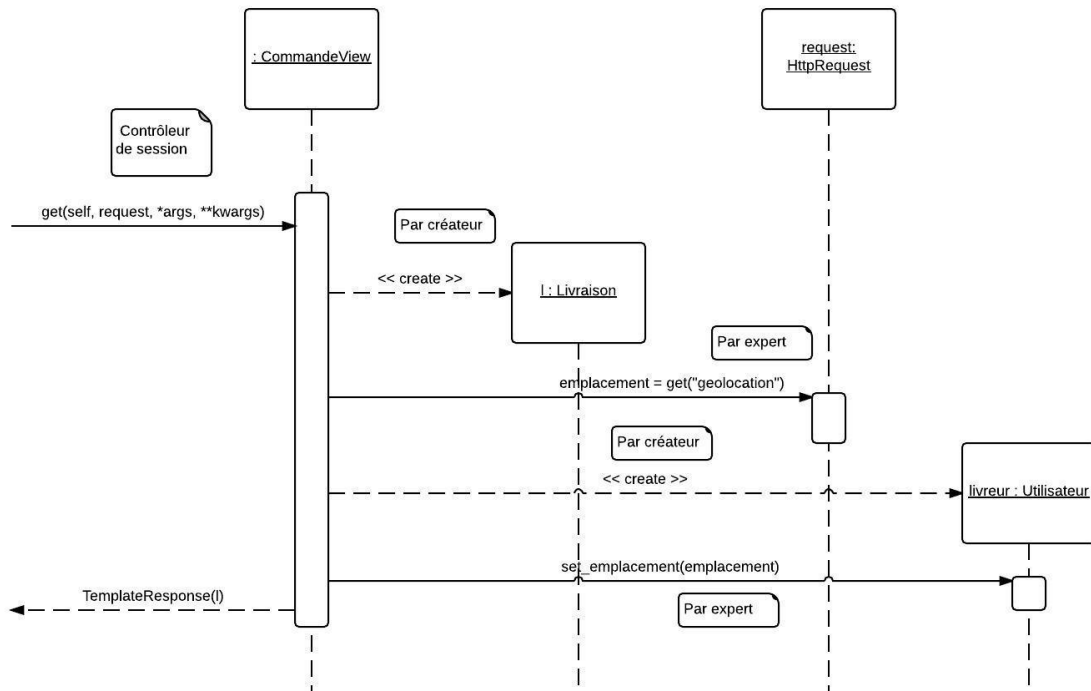 : CommandeView
request:
HttpRequest
Contrôleur
de session
get(self, request, *args, **kwargs)
Par créateur
<< create >>
l : Livraison
Par expert
emplacement = get("geolocation")
Par créateur
<< create >>
livreur : Utilisateur
set_emplacement(emplacement)
TemplateResponse(l)
Par expert